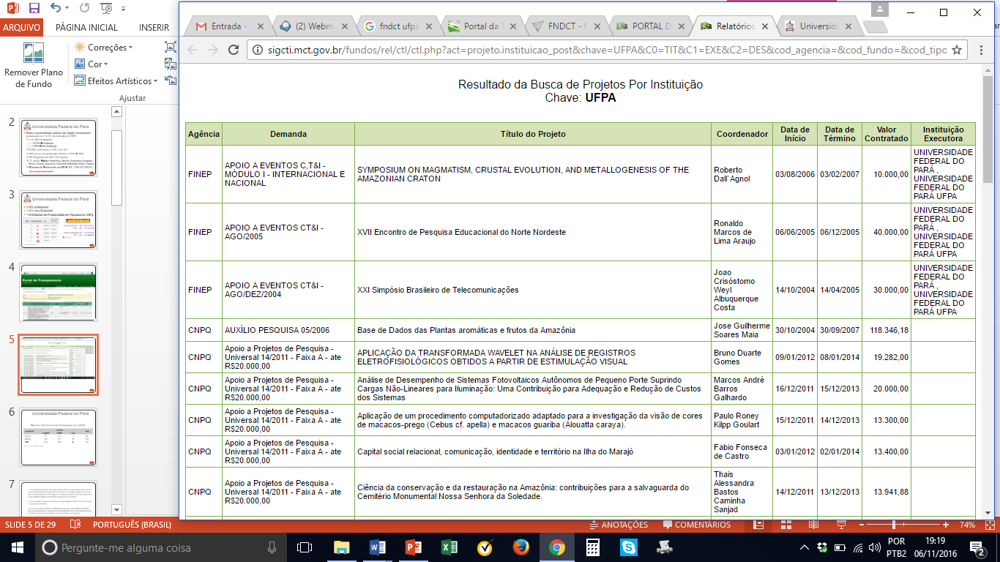 ARQUIVO PÁGINA INICIAL INSERIR
Remover Plano
de Fundo
Correções
Cor
Efeitos Artísticos
Ajustar
Entrada -
(2) Webm
fndct ufpa
Portal da T
FNDCT - F
PORTAL D
Relatórios
Universid
sigcti.mct.gov.br/fundos/rel/ctl/ctl.php?act=projeto.instituicao_post&chave=UFPA&C0=TIT&C1=EXE&C2=DES&cod_agencia=&cod_fundo=&cod_tipo
Resultado da Busca de Projetos Por Instituição
Chave: UFPA
Agência
Demanda
Título do Projeto
Coordenador
Data de
Início
Data de
Término
Valor
Contratado
Instituição
Executora
FINEP
APOIO A EVENTOS C,T&I -
MÓDULO I - INTERNACIONAL E
NACIONAL
SYMPOSIUM ON MAGMATISM, CRUSTAL EVOLUTION, AND METALLOGENESIS OF THE
AMAZONIAN CRATON
Roberto
Dall`Agnol
03/08/2006
03/02/2007
10.000,00
UNIVERSIDADE
FEDERAL DO
PARÁ ,
UNIVERSIDADE
FEDERAL DO
PARÁ UFPA
FINEP
APOIO A EVENTOS CT&I -
AGO/2005
XVII Encontro de Pesquisa Educacional do Norte Nordeste
Ronaldo
Marcos de
Lima Araujo
06/06/2005
06/12/2005
40.000,00
UNIVERSIDADE
FEDERAL DO
PARÁ ,
UNIVERSIDADE
FEDERAL DO
PARÁ UFPA
FINEP
APOIO A EVENTOS CT&I -
AGO/DEZ/2004
XXI Simpósio Brasileiro de Telecomunicações
Joao
Crisóstomo
Weyl
Albuquerque
Costa
14/10/2004
14/04/2005
30.000,00
UNIVERSIDADE
FEDERAL DO
PARÁ ,
UNIVERSIDADE
FEDERAL DO
PARÁ UFPA
CNPQ
AUXÍLIO PESQUISA 05/2006
Base de Dados das Plantas aromáticas e frutos da Amazônia
Jose Guilherme
Soares Maia
30/10/2004
30/09/2007
118.346,18
CNPQ
Apoio a Projetos de Pesquisa -
Universal 14/2011 - Faixa A - ate
R$20.000,00
APLICAÇÃO DA TRANSFORMADA WAVELET NA ANÁLISE DE REGISTROS
ELETROFISIOLÓGICOS OBTIDOS A PARTIR DE ESTIMULAÇÃO VISUAL
Bruno Duarte
Gomes
09/01/2012
08/01/2014
19.282,00
CNPQ
Apoio a Projetos de Pesquisa -
Universal 14/2011 - Faixa A - ate
R$20.000,00
Análise de Desempenho de Sistemas Fotovoltaicos Autônomos de Pequeno Porte Suprindo
Cargas Não-Lineares para Iluminação: Uma Contribuição para Adequação e Redução de Custos
dos Sistemas
Marcos André
Barros
Galhardo
16/12/2011
15/12/2013
20.000,00
CNPQ
Apoio a Projetos de Pesquisa -
Universal 14/2011 - Faixa A - ate
R$20.000,00
Aplicação de um procedimento computadorizado adaptado para a investigação da visão de cores
de macacos-prego (Cebus cf. apella) e macacos guariba (Alouatta caraya).
Paulo Roney
Kilpp Goulart
15/12/2011
14/12/2013
13.300,00
CNPQ
Apoio a Projetos de Pesquisa -
Universal 14/2011 - Faixa A - ate
R$20.000,00
Capital social relacional, comunicação, identidade e território na Ilha do Marajó
Fabio Fonseca
de Castro
03/01/2012
02/01/2014
13.400,00
CNPQ
Apoio a Projetos de Pesquisa -
Universal 14/2011 - Faixa A - ate
R$20.000,00
Ciência da conservação e da restauração na Amazônia: contribuições para a salvaguarda do
Cemitério Monumental Nossa Senhora da Soledade.
Thais
Alessandra
Bastos
Caminha
Sanjad
14/12/2011
13/12/2013
13.941,88
2
Universidade Federal do Pará
3
Universidade Federal do Pará
4
Portal da Transparência
5
6
7
SLIDE 5 DE 29
PORTUGUÊS (BRASIL)
ANOTAÇÕES
COMENTÁRIOS
74%
Pergunte-me alguma coisa
POR
PTB2
19:19
06/11/2016
2